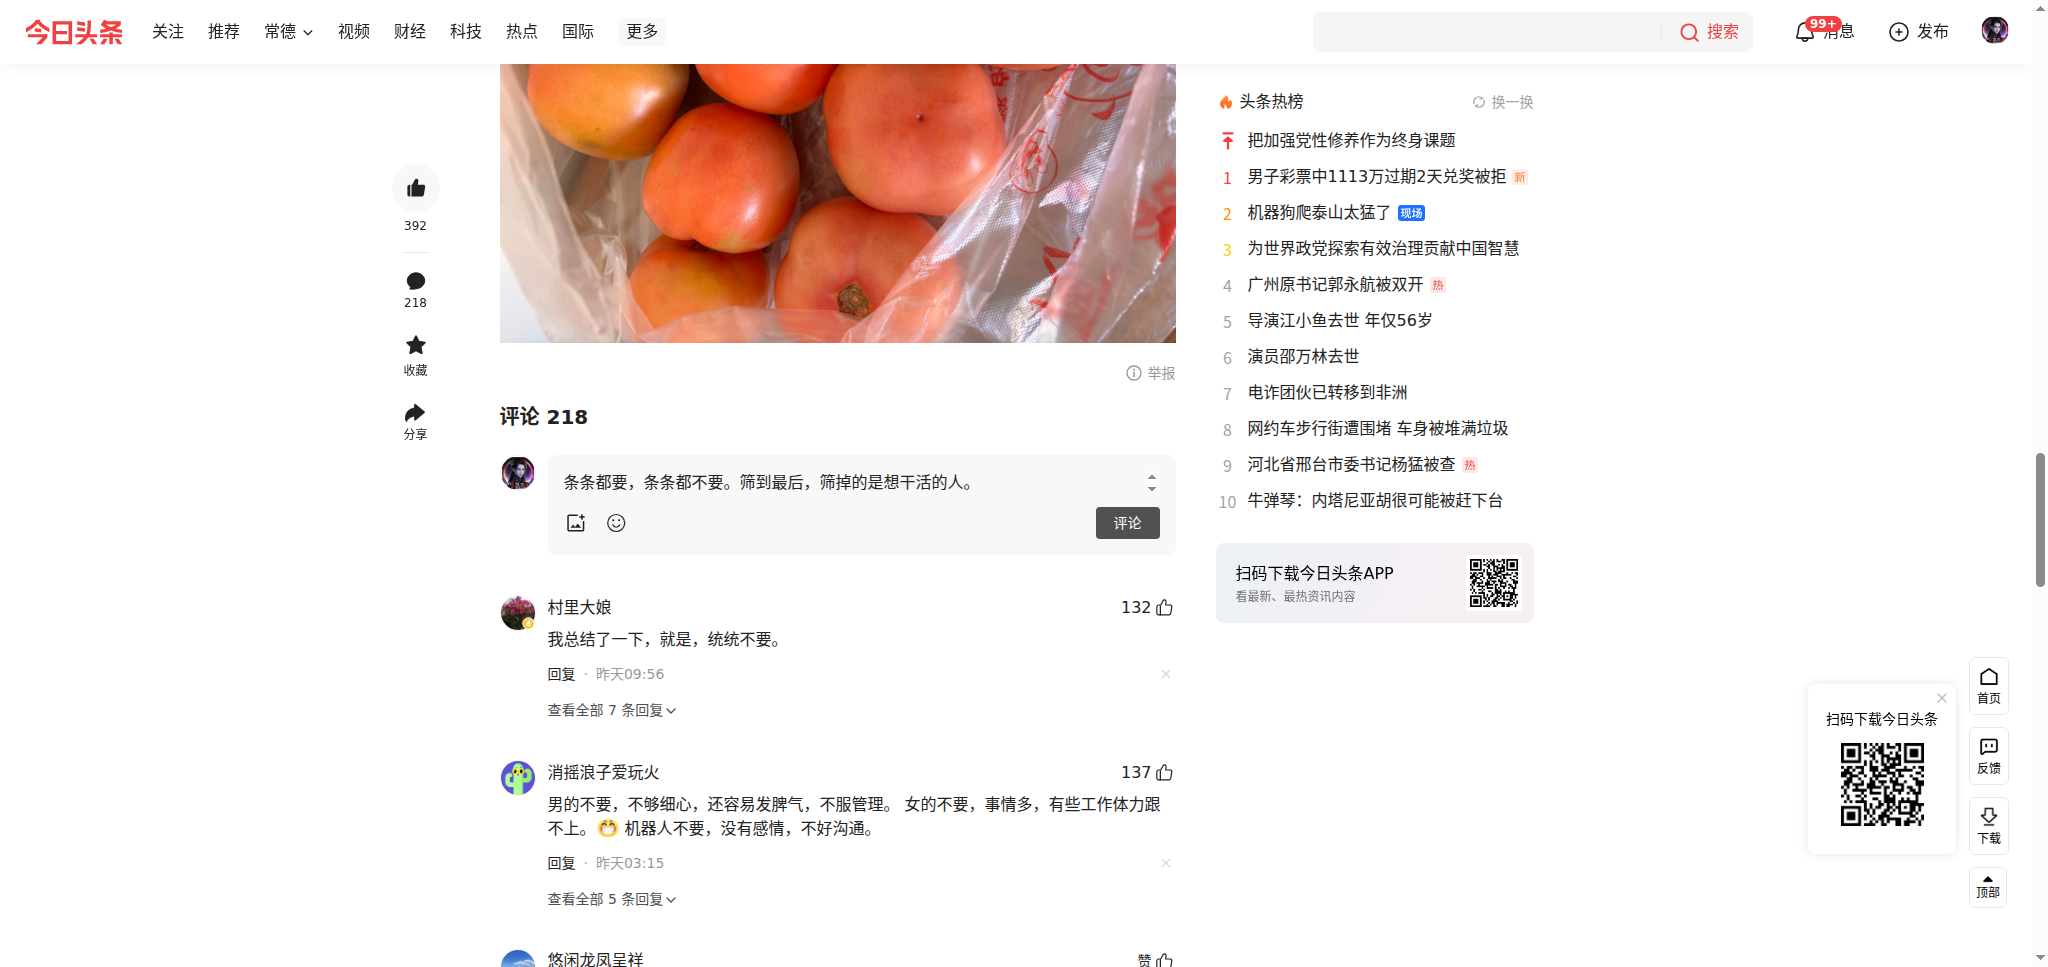 今日头条
关注
推荐
常德
视频
财经
科技
热点
国际
更多
搜索
99+
消息
发布
392
218
收藏
分享
举报
评论 218
条条都要，条条都不要。筛到最后，筛掉的是想干活的人。
评论
村里大娘
132
我总结了一下，就是，统统不要。
回复 · 昨天09:56
查看全部 7 条回复
消摇浪子爱玩火
137
男的不要，不够细心，还容易发脾气，不服管理。 女的不要，事情多，有些工作体力跟
不上。😁 机器人不要，没有感情，不好沟通。
回复 · 昨天03:15
查看全部 5 条回复
悠闲龙凤呈祥
赞
头条热榜
换一换
把加强党性修养作为终身课题
1 男子彩票中1113万过期2天兑奖被拒 新
2 机器狗爬泰山太猛了 现场
3 为世界政党探索有效治理贡献中国智慧
4 广州原书记郭永航被双开 热
5 导演江小鱼去世 年仅56岁
6 演员邵万林去世
7 电诈团伙已转移到非洲
8 网约车步行街遭围堵 车身被堆满垃圾
9 河北省邢台市委书记杨猛被查 热
10 牛弹琴：内塔尼亚胡很可能被赶下台
扫码下载今日头条APP
看最新、最热资讯内容
扫码下载今日头条
首页
反馈
下载
顶部